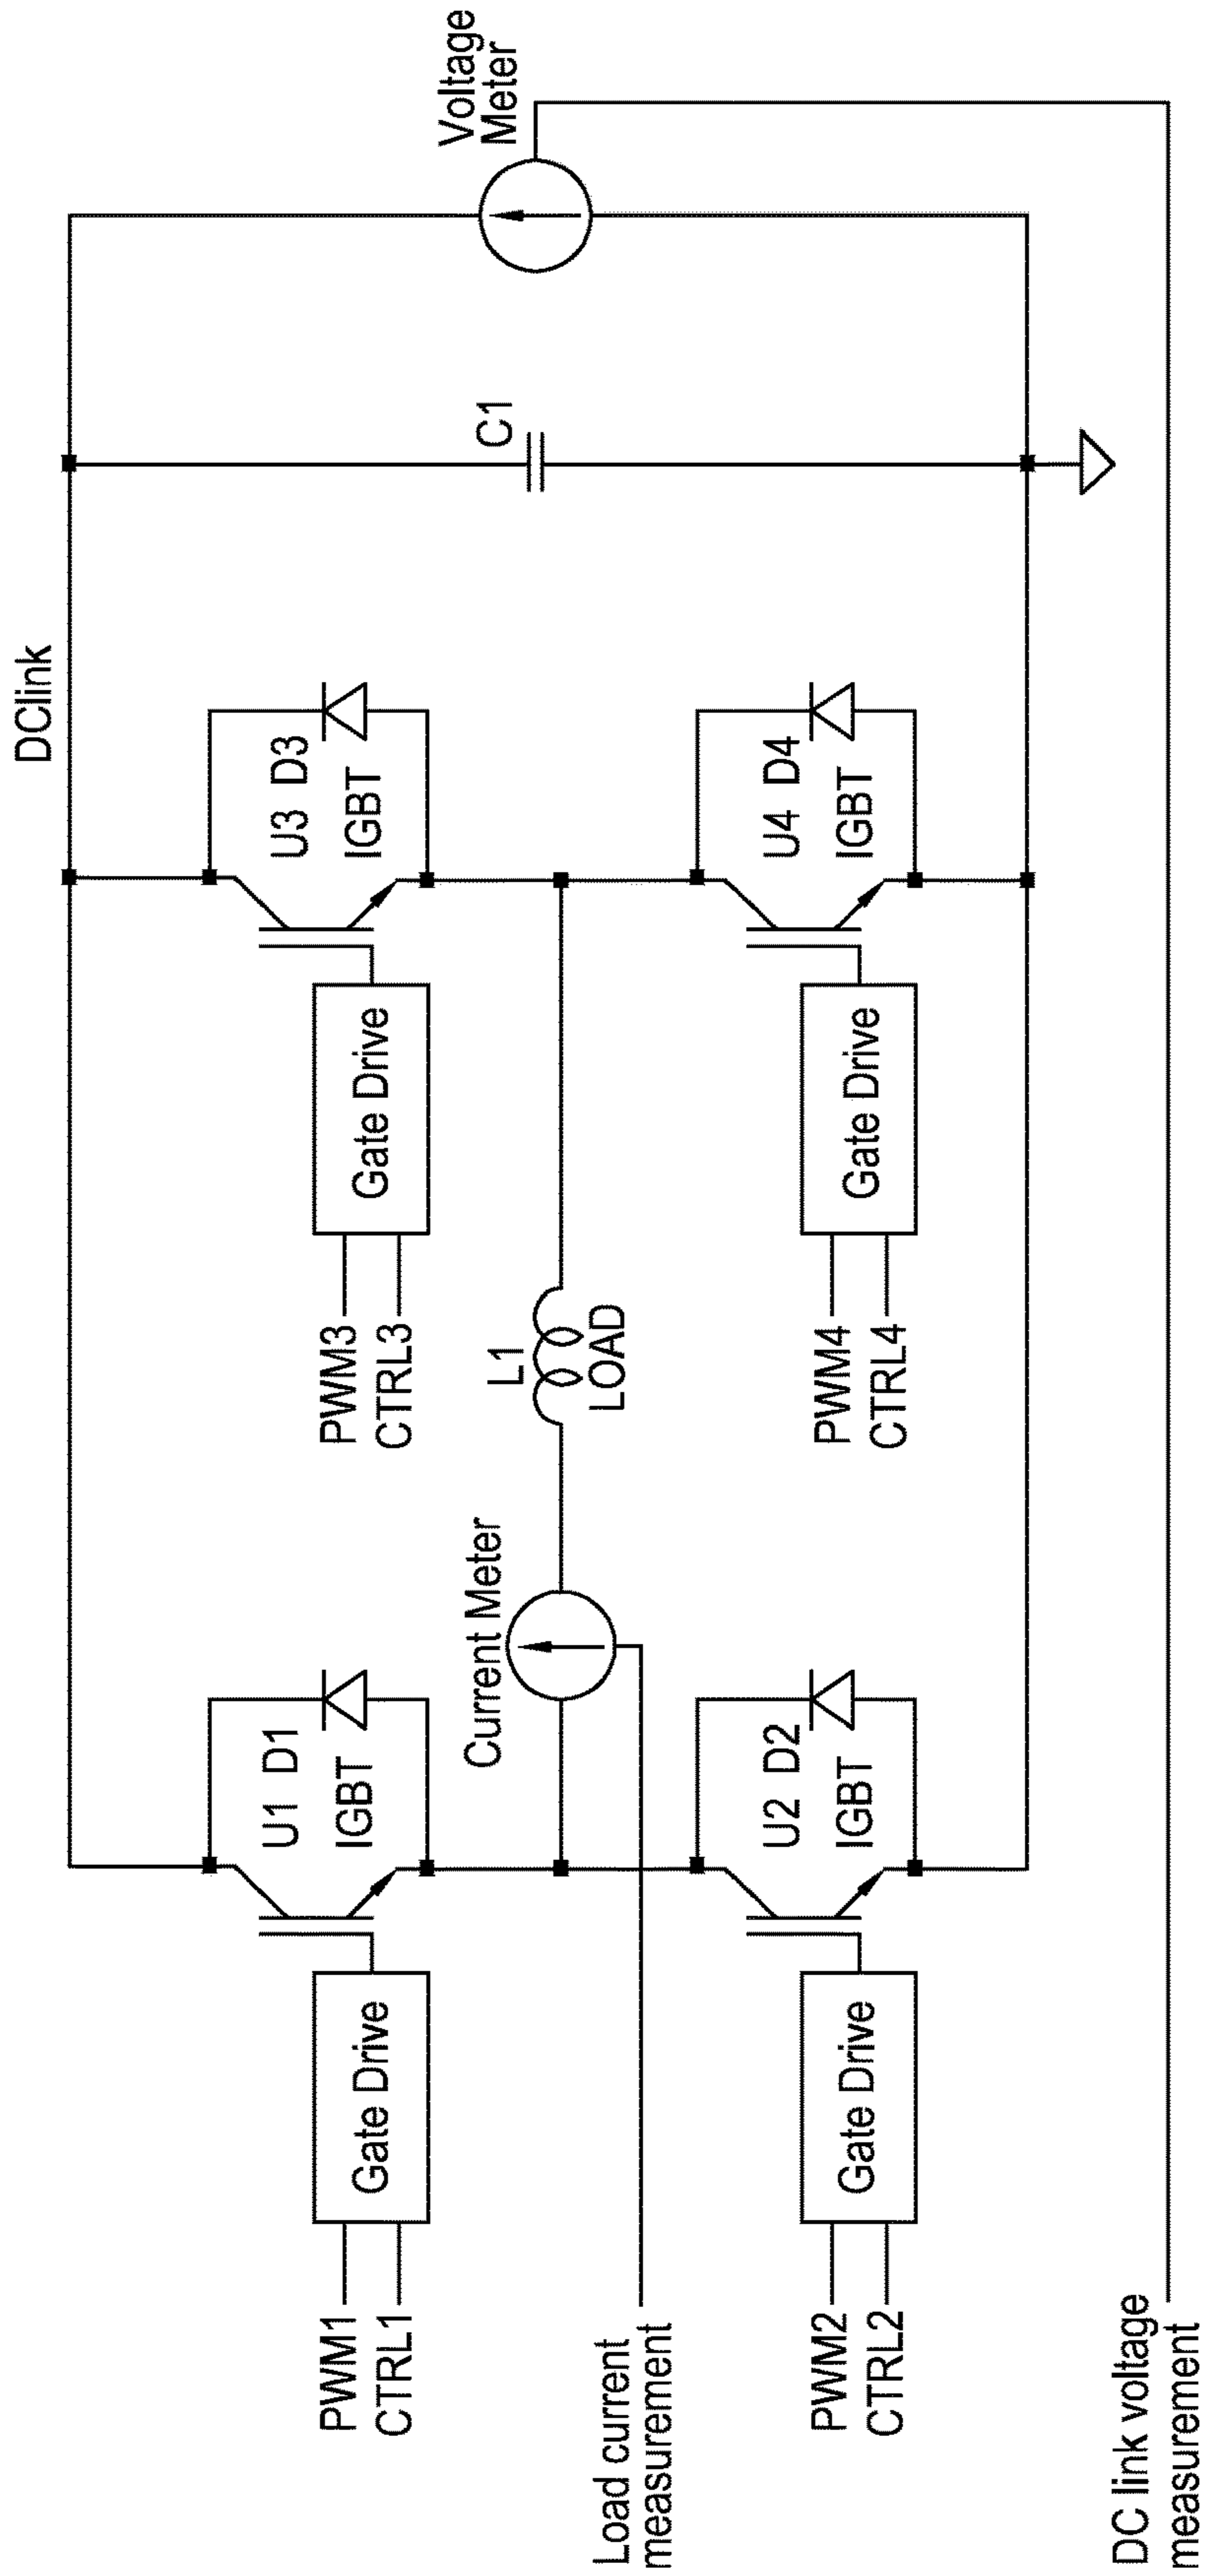 DClink
Voltage
Meter
C1
U1 D1
IGBT
U3 D3
IGBT
Gate Drive
Gate Drive
PWM1
CTRL1
PWM3
CTRL3
Current Meter
L1
LOAD
Load current
measurement
U2 D2
IGBT
U4 D4
IGBT
Gate Drive
Gate Drive
PWM2
CTRL2
PWM4
CTRL4
DC link voltage
measurement